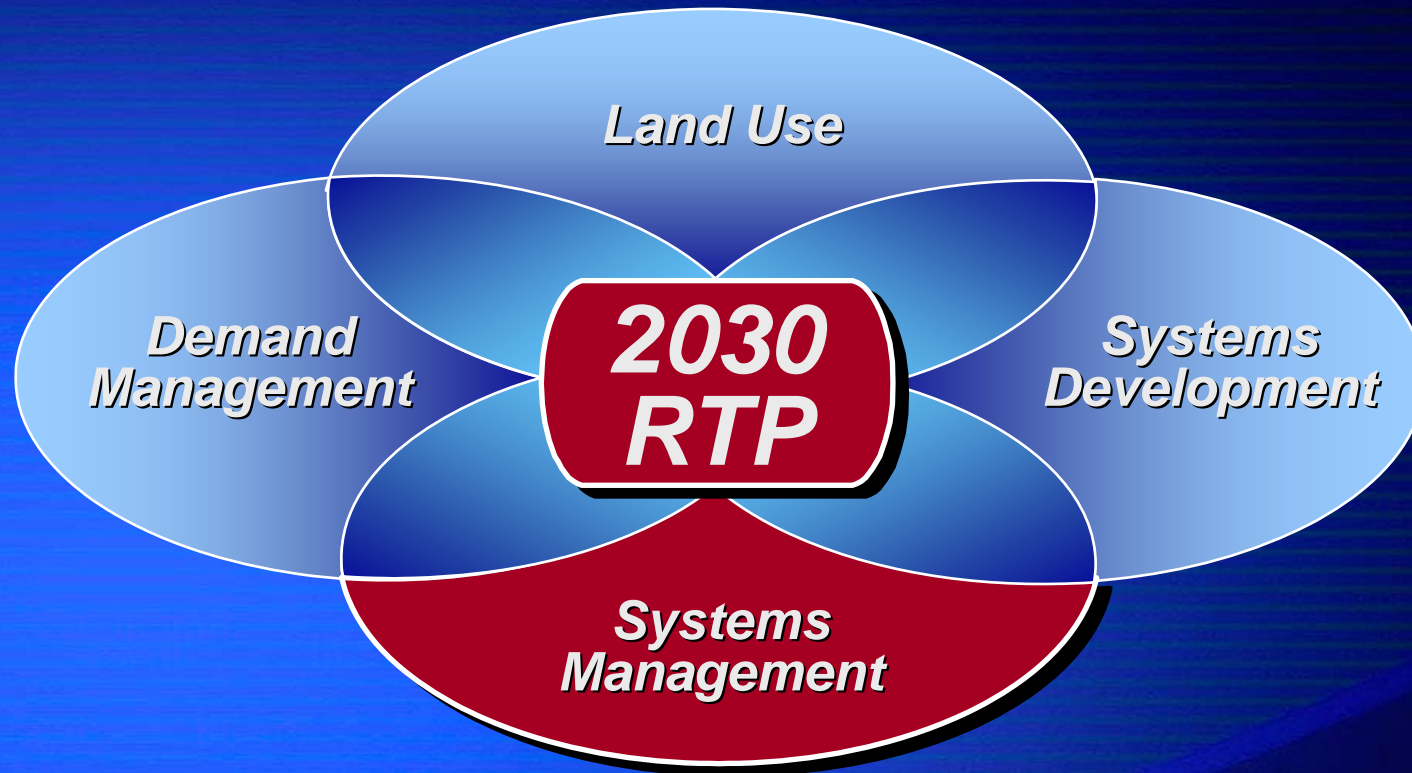 Land Use
Demand
Management
2030
RTP
Systems
Development
Systems
Management